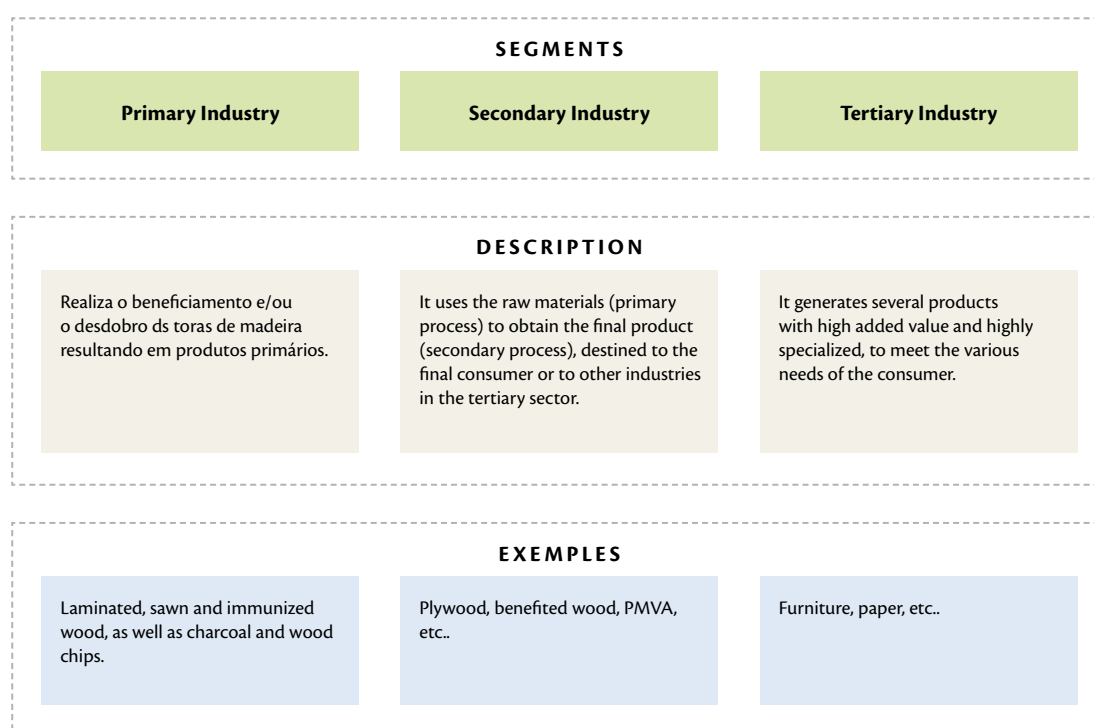 SEGMENTS
Primary Industry
Secondary Industry
Tertiary Industry
DESCRIPTION
Realiza o beneficiamento e/ou
o desdobro ds toras de madeira
resultando em produtos primários.
It uses the raw materials (primary
process) to obtain the final product
(secondary process), destined to the
final consumer or to other industries
in the tertiary sector.
It generates several products
with high added value and highly
specialized, to meet the various
needs of the consumer.
EXEMPLES
Laminated, sawn and immunized
wood, as well as charcoal and wood
chips.
Plywood, benefited wood, PMVA,
etc..
Furniture, paper, etc..